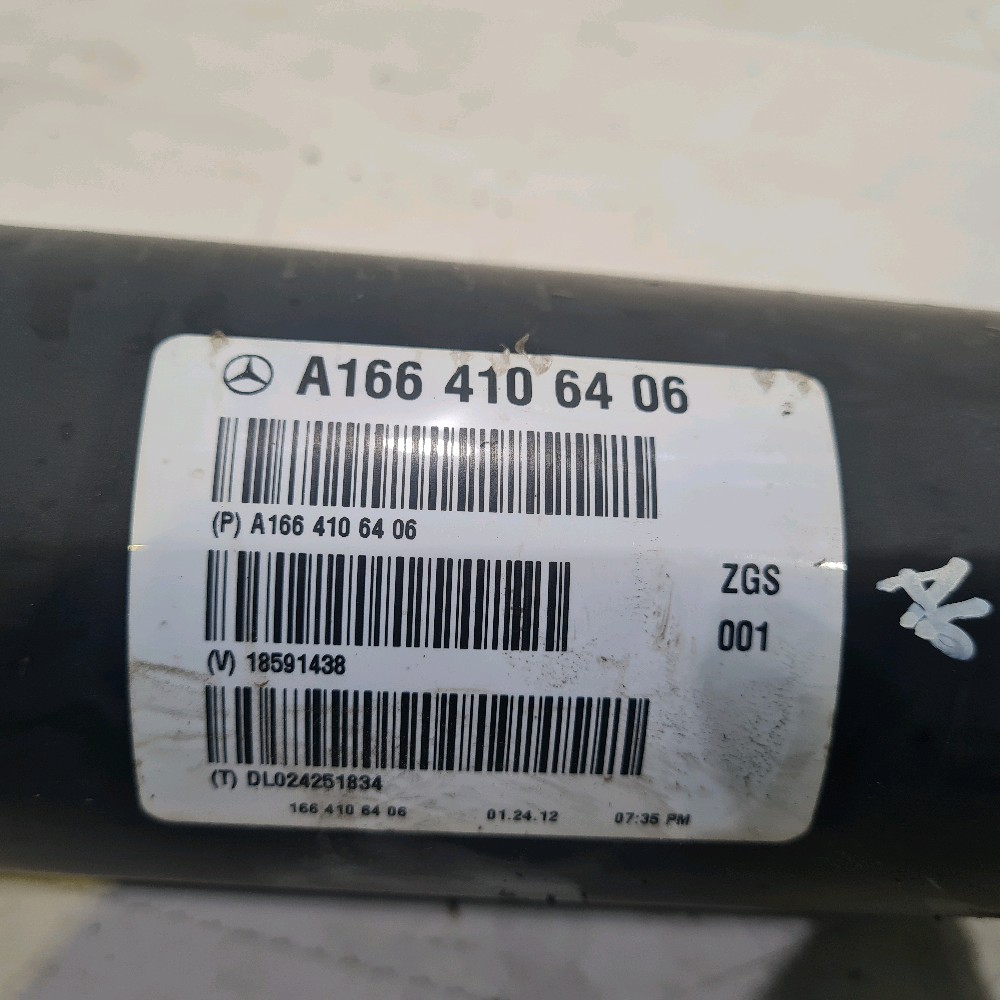 A166 410 64 06
(P) A166 410 64 06
ZGS
001
(V) 18591438
(T) DL024251834
166 410 64 06 01.24.12 07:35 PM